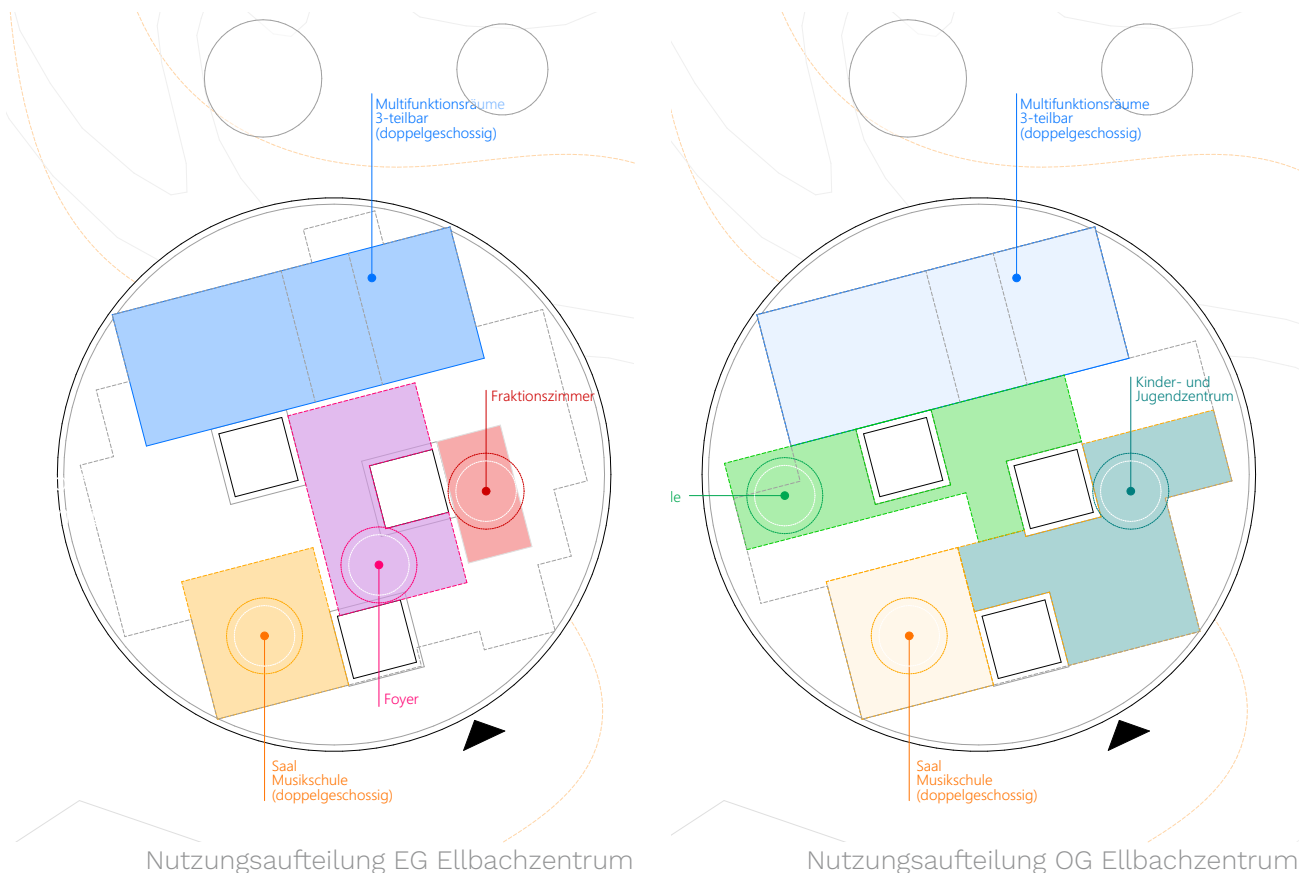 Multifunktionsräume
3-teilbar
(doppelgeschossig)
Fraktionszimmer
Foyer
Saal
Musikschule
(doppelgeschossig)
Nutzungsaufteilung EG Ellbachzentrum
Multifunktionsräume
3-teilbar
(doppelgeschossig)
Kinder- und
Jugendzentrum
le
Saal
Musikschule
(doppelgeschossig)
Nutzungsaufteilung OG Ellbachzentrum